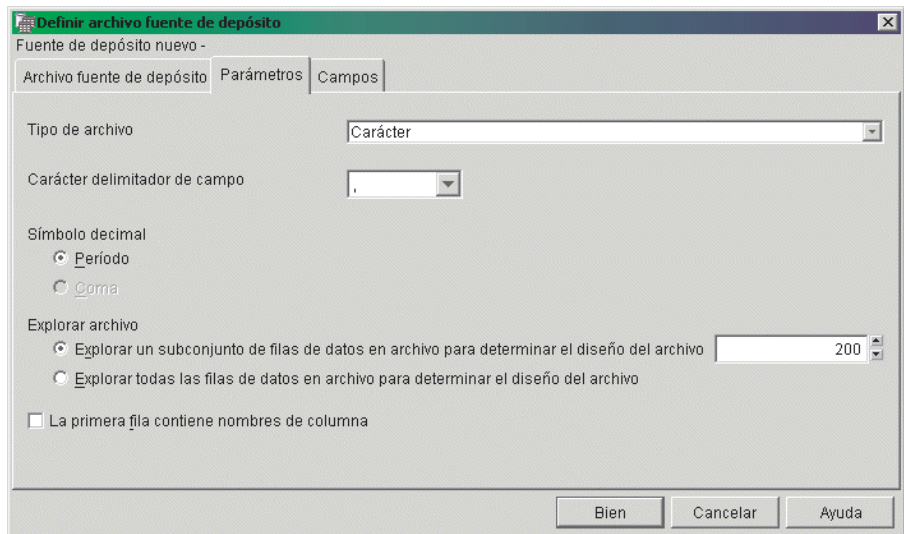 Definir archivo fuente de depósito
Fuente de depósito nuevo -
Archivo fuente de depósito Parámetros Campos
Tipo de archivo Carácter
Carácter delimitador de campo ,
Símbolo decimal
Período
Coma
Explorar archivo
Explorar un subconjunto de filas de datos en archivo para determinar el diseño del archivo 200
Explorar todas las filas de datos en archivo para determinar el diseño del archivo
La primera fila contiene nombres de columna
Bien Cancelar Ayuda